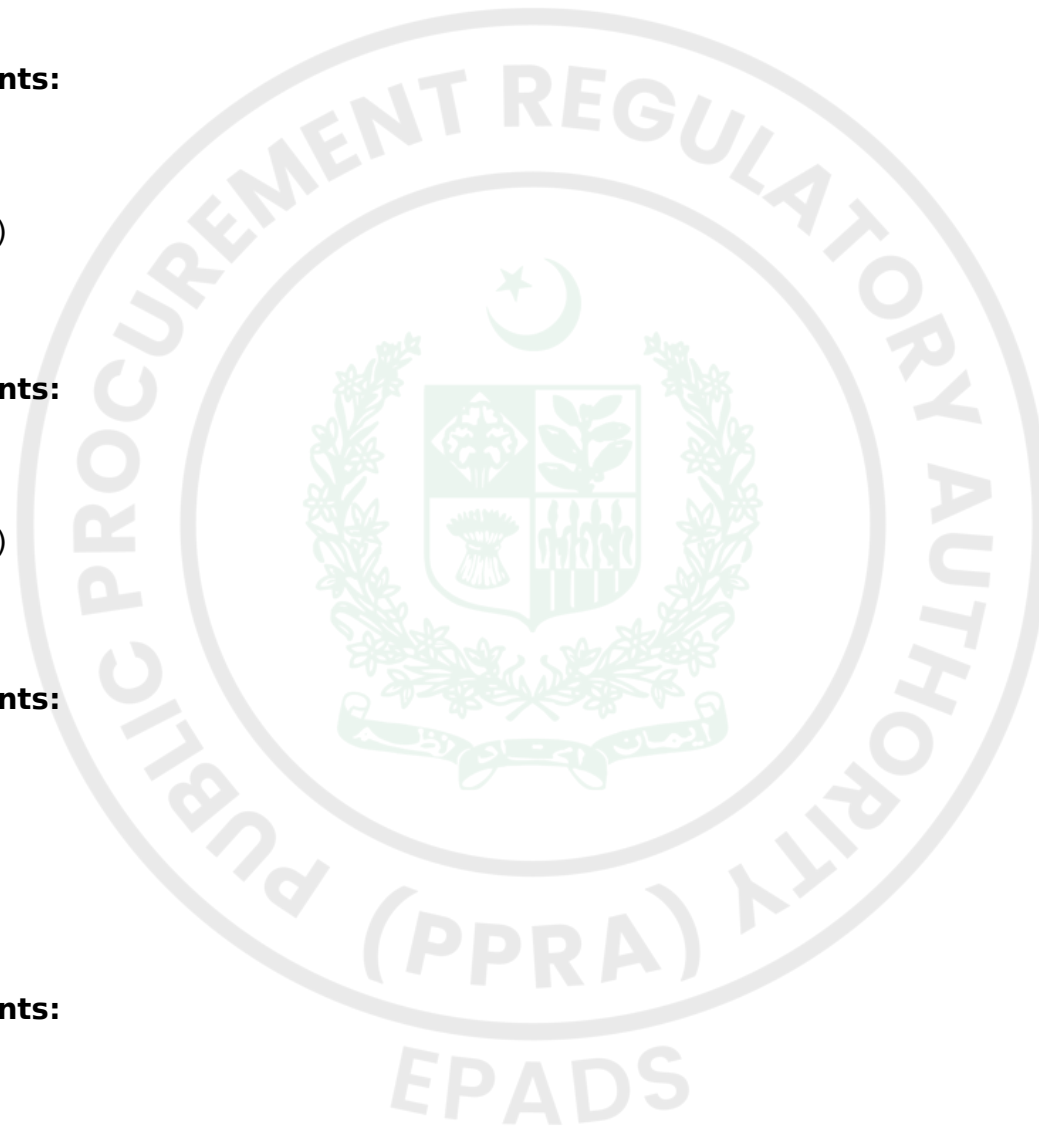 nts:
)
nts:
)
nts:
nts:
PUBLIC PROCUREMENT REGULATORY AUTHORITY
(PPRA)
EPADS